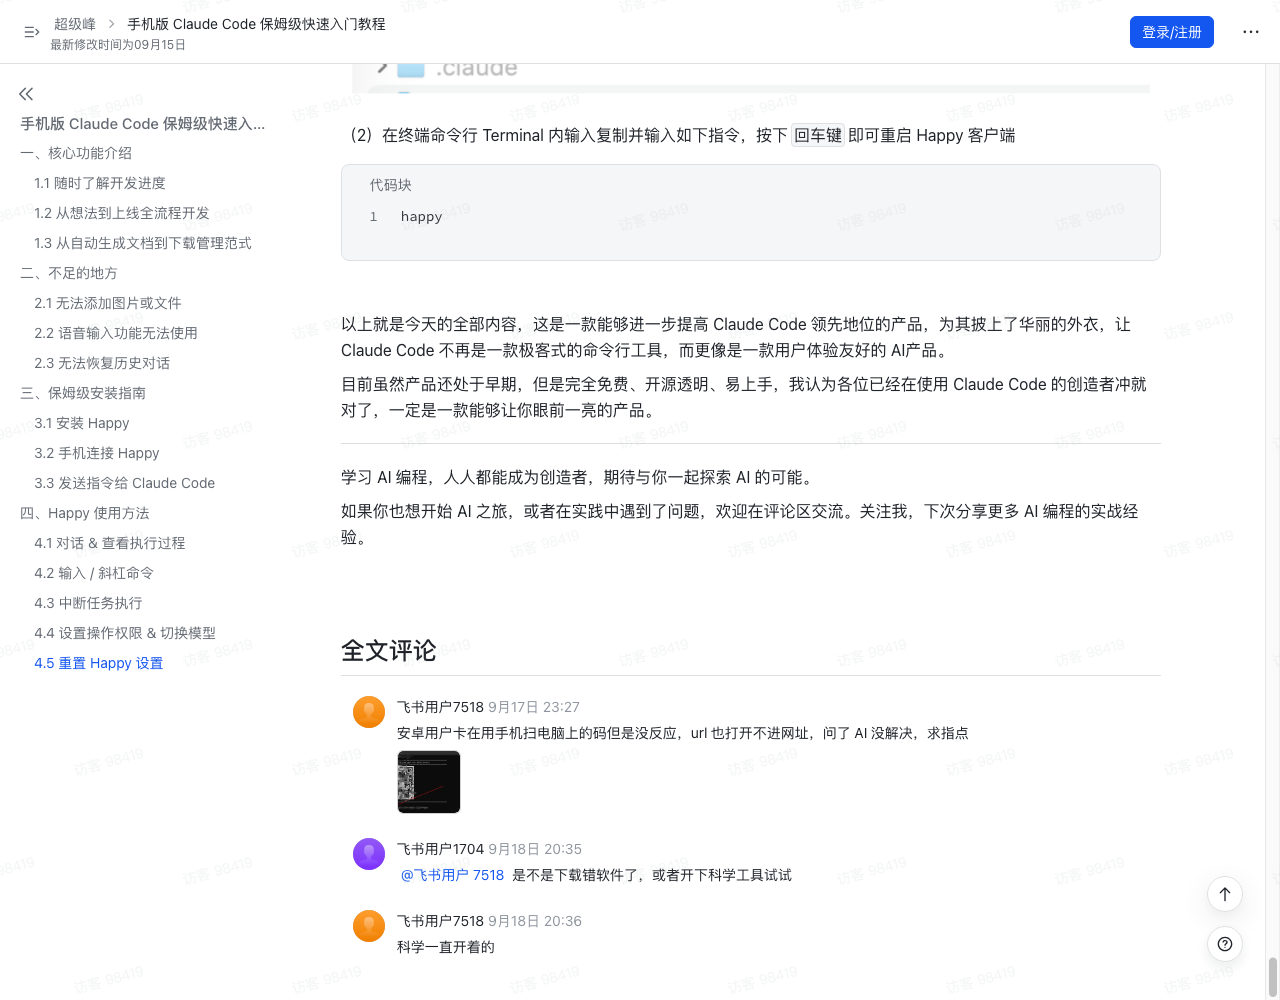 超级峰 > 手机版 Claude Code 保姆级快速入门教程
最新修改时间为09月15日
登录/注册
手机版 Claude Code 保姆级快速入...
一、核心功能介绍
1.1 随时了解开发进度
1.2 从想法到上线全流程开发
1.3 从自动生成文档到下载管理范式
二、不足的地方
2.1 无法添加图片或文件
2.2 语音输入功能无法使用
2.3 无法恢复历史对话
三、保姆级安装指南
3.1 安装 Happy
3.2 手机连接 Happy
3.3 发送指令给 Claude Code
四、Happy 使用方法
4.1 对话 & 查看执行过程
4.2 输入 / 斜杠命令
4.3 中断任务执行
4.4 设置操作权限 & 切换模型
4.5 重置 Happy 设置
.claude
（2）在终端命令行 Terminal 内输入复制并输入如下指令，按下 回车键 即可重启 Happy 客户端
代码块
1 happy
以上就是今天的全部内容，这是一款能够进一步提高 Claude Code 领先地位的产品，为其披上了华丽的外衣，让
Claude Code 不再是一款极客式的命令行工具，而更像是一款用户体验友好的 AI产品。
目前虽然产品还处于早期，但是完全免费、开源透明、易上手，我认为各位已经在使用 Claude Code 的创造者冲就
对了，一定是一款能够让你眼前一亮的产品。
学习 AI 编程，人人都能成为创造者，期待与你一起探索 AI 的可能。
如果你也想开始 AI 之旅，或者在实践中遇到了问题，欢迎在评论区交流。关注我，下次分享更多 AI 编程的实战经
验。
全文评论
飞书用户7518 9月17日 23:27
安卓用户卡在用手机扫电脑上的码但是没反应，url 也打开不进网址，问了 AI 没解决，求指点
飞书用户1704 9月18日 20:35
@飞书用户 7518 是不是下载错软件了，或者开下科学工具试试
飞书用户7518 9月18日 20:36
科学一直开着的
访客 98419